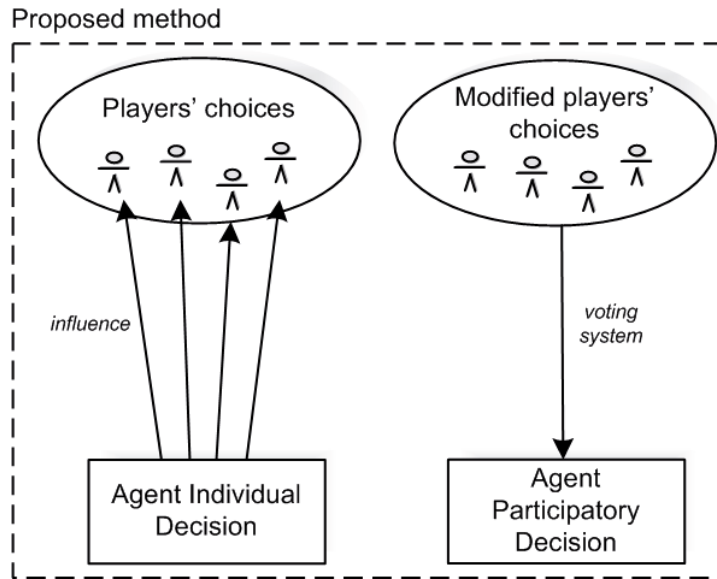 Proposed method
Players' choices
influence
Agent Individual
Decision
Modified players'
choices
voting
system
Agent
Participatory
Decision